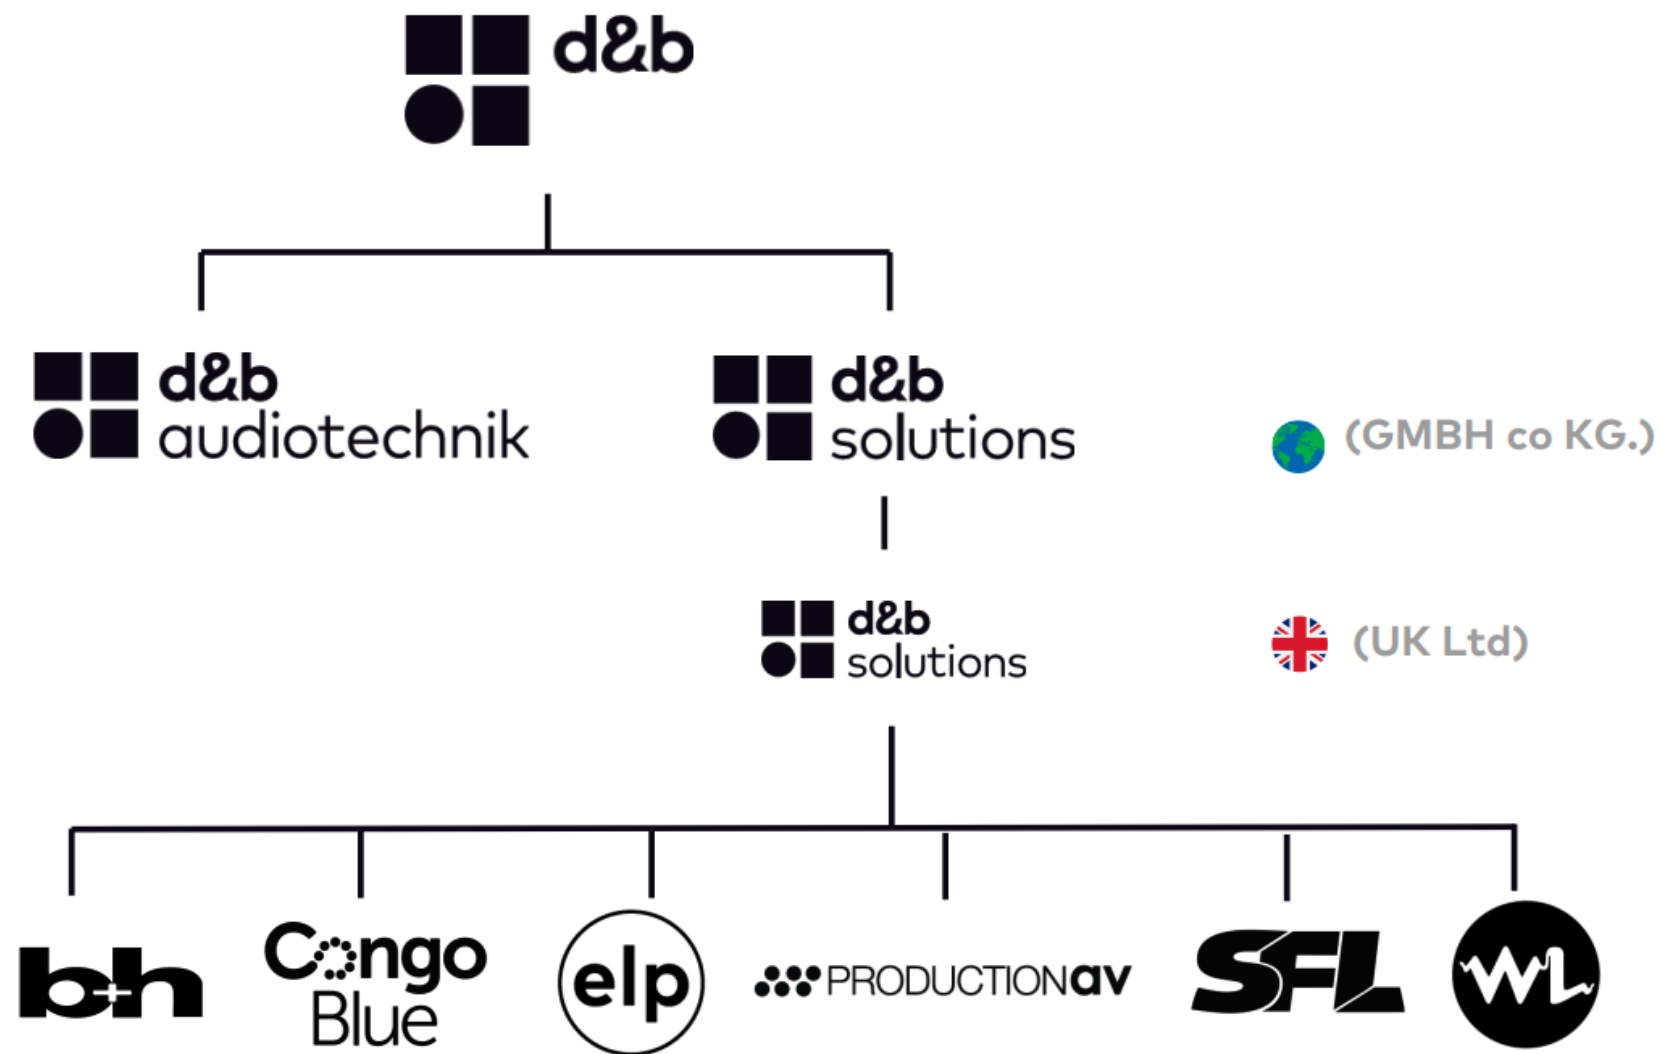 d&b
d&b
audiotechnik
d&b
solutions
(GMBH co KG.)
d&b
solutions
(UK Ltd)
b+h
Congo
Blue
elp
PRODUCTIONav
SFL
WL